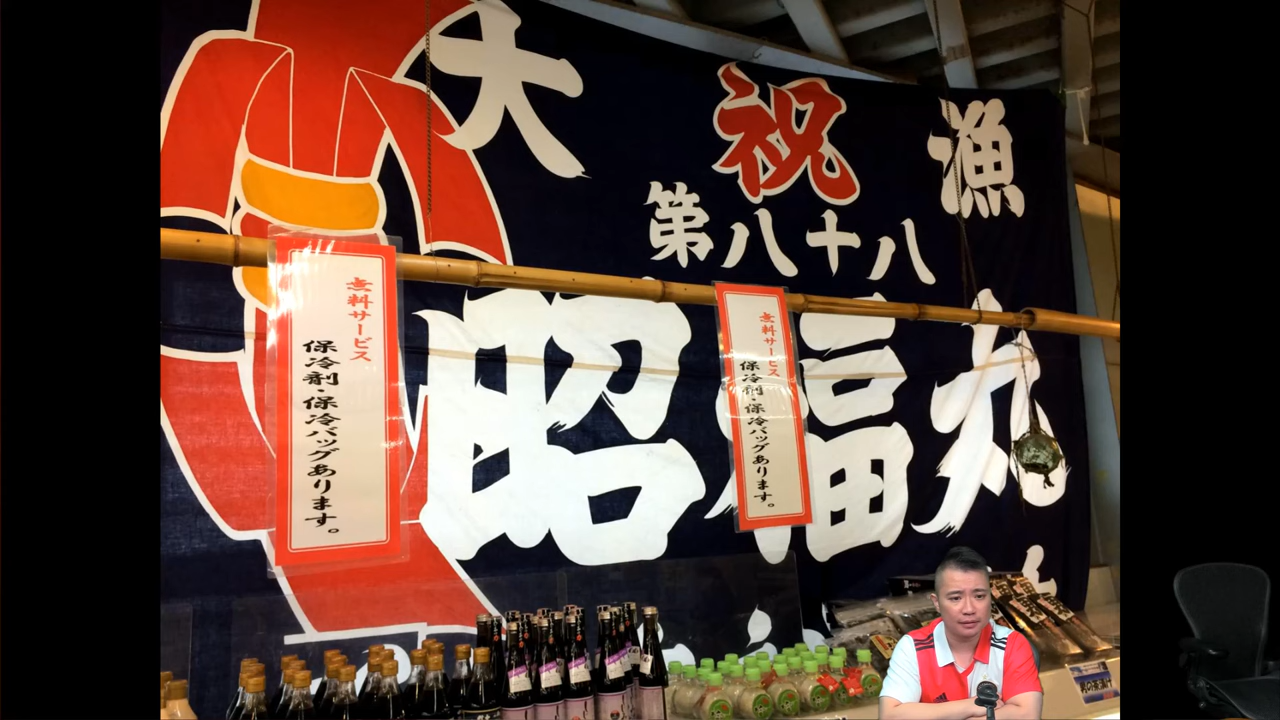 大 祝 漁
第八十八
昭福丸
無料サービス
保冷剤・保冷バッグあります。
無料サービス
保冷剤・保冷バッグあります。